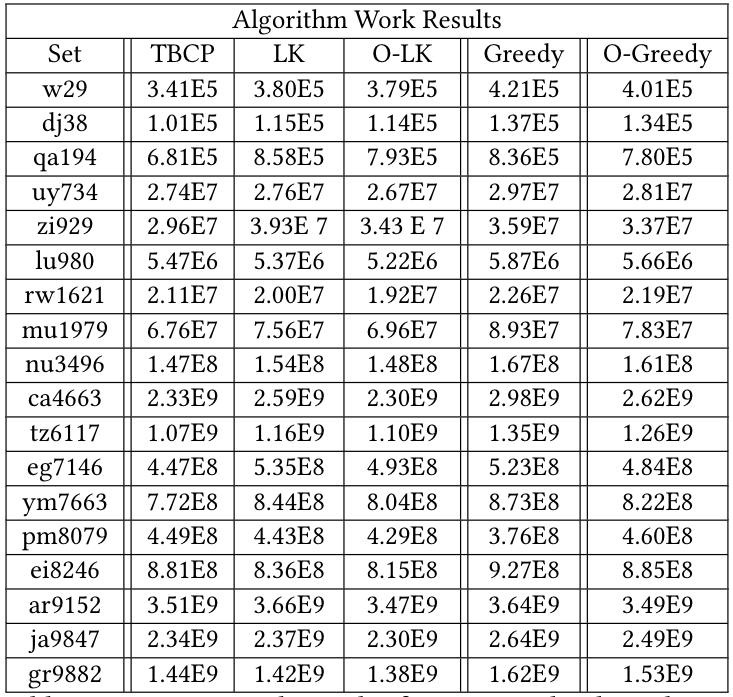 Algorithm Work Results
Set TBCP LK O-LK Greedy O-Greedy
w29 3.41E5 3.80E5 3.79E5 4.21E5 4.01E5
dj38 1.01E5 1.15E5 1.14E5 1.37E5 1.34E5
qa194 6.81E5 8.58E5 7.93E5 8.36E5 7.80E5
uy734 2.74E7 2.76E7 2.67E7 2.97E7 2.81E7
zi929 2.96E7 3.93E 7 3.43 E 7 3.59E7 3.37E7
lu980 5.47E6 5.37E6 5.22E6 5.87E6 5.66E6
rw1621 2.11E7 2.00E7 1.92E7 2.26E7 2.19E7
mu1979 6.76E7 7.56E7 6.96E7 8.93E7 7.83E7
nu3496 1.47E8 1.54E8 1.48E8 1.67E8 1.61E8
ca4663 2.33E9 2.59E9 2.30E9 2.98E9 2.62E9
tz6117 1.07E9 1.16E9 1.10E9 1.35E9 1.26E9
eg7146 4.47E8 5.35E8 4.93E8 5.23E8 4.84E8
ym7663 7.72E8 8.44E8 8.04E8 8.73E8 8.22E8
pm8079 4.49E8 4.43E8 4.29E8 3.76E8 4.60E8
ei8246 8.81E8 8.36E8 8.15E8 9.27E8 8.85E8
ar9152 3.51E9 3.66E9 3.47E9 3.64E9 3.49E9
ja9847 2.34E9 2.37E9 2.30E9 2.64E9 2.49E9
gr9882 1.44E9 1.42E9 1.38E9 1.62E9 1.53E9